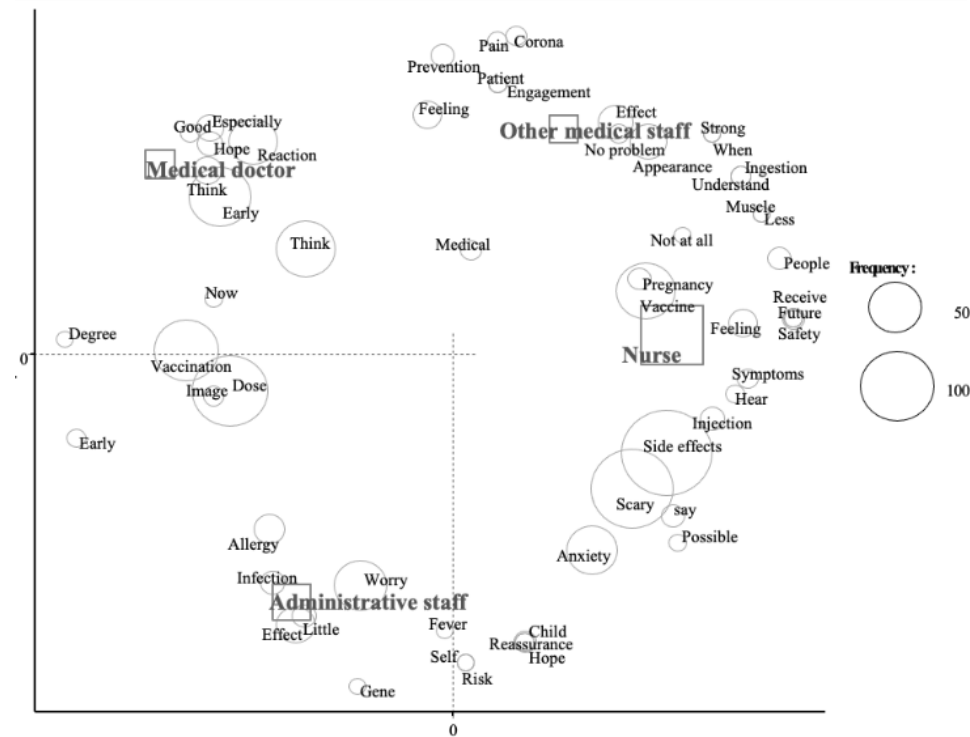 Pain
Corona
Prevention
Patient
Engagement
Feeling
Effect
Good
Especially
Other medical staff
Strong
Hope
Reaction
No problem
When
Medical doctor
Appearance
Ingestion
Think
Understand
Early
Muscle
Less
Think
Medical
Not at all
People
Frequency:
Pregnancy
Now
Vaccine
Receive
50
Future
Degree
Feeling
Safety
0
Nurse
Vaccination
Symptoms
Image
Dose
Hear
100
Injection
Early
Side effects
Scary
say
Possible
Allergy
Anxiety
Infection
Worry
Administrative staff
Effect
Little
Fever
Child
Reassurance
Self
Hope
Risk
Gene
0